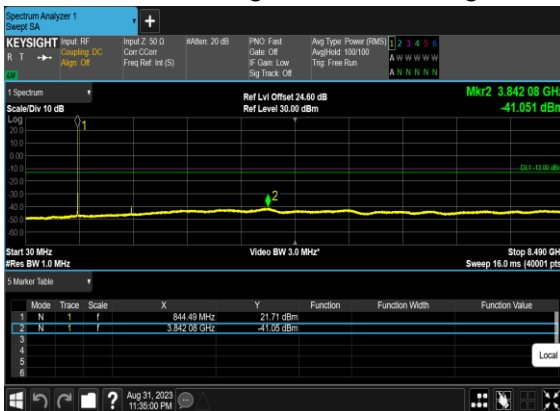 Spectrum Analyzer 1
Swept SA
+
KEYSIGHT Input: RF Input Z: 50 Ω #Atten: 20 dB PNO: Fast Avg Type: Power (RMS) 1 2 3 4 5 6
R T Coupling: DC Corr CCorr Gate: Off Avg|Hold: 100/100 A W W W W W
Align: Off Freq Ref: Int (S) IF Gain: Low Trig: Free Run
Sig Track: Off A N N N N N
LV
1 Spectrum Ref Lvl Offset 24.60 dB Mkr2 3.842 08 GHz
Scale/Div 10 dB Ref Level 30.00 dBm -41.051 dBm
Log
20.0
10.0
0.00
-10.0
DL1 -13.00 dBm
-20.0
-30.0
-40.0
-50.0
-60.0
1
2
Start 30 MHz Video BW 3.0 MHz* Stop 8.490 GHz
#Res BW 1.0 MHz Sweep 16.0 ms (40001 pts)
5 Marker Table
Mode Trace Scale X Y Function Function Width Function Value
1 N 1 f 844.49 MHz 21.71 dBm
2 N 1 f 3.842 08 GHz -41.05 dBm
3
4
5
6
Local
? Aug 31, 2023
11:35:00 PM